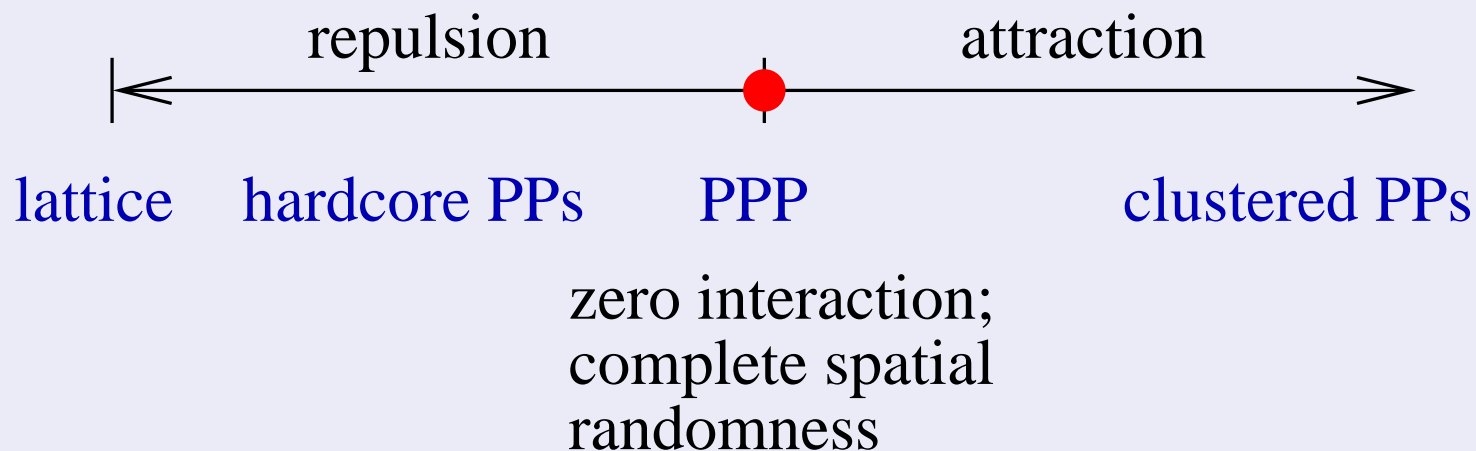 repulsion attraction
lattice hardcore PPs PPP clustered PPs
zero interaction;
complete spatial
randomness